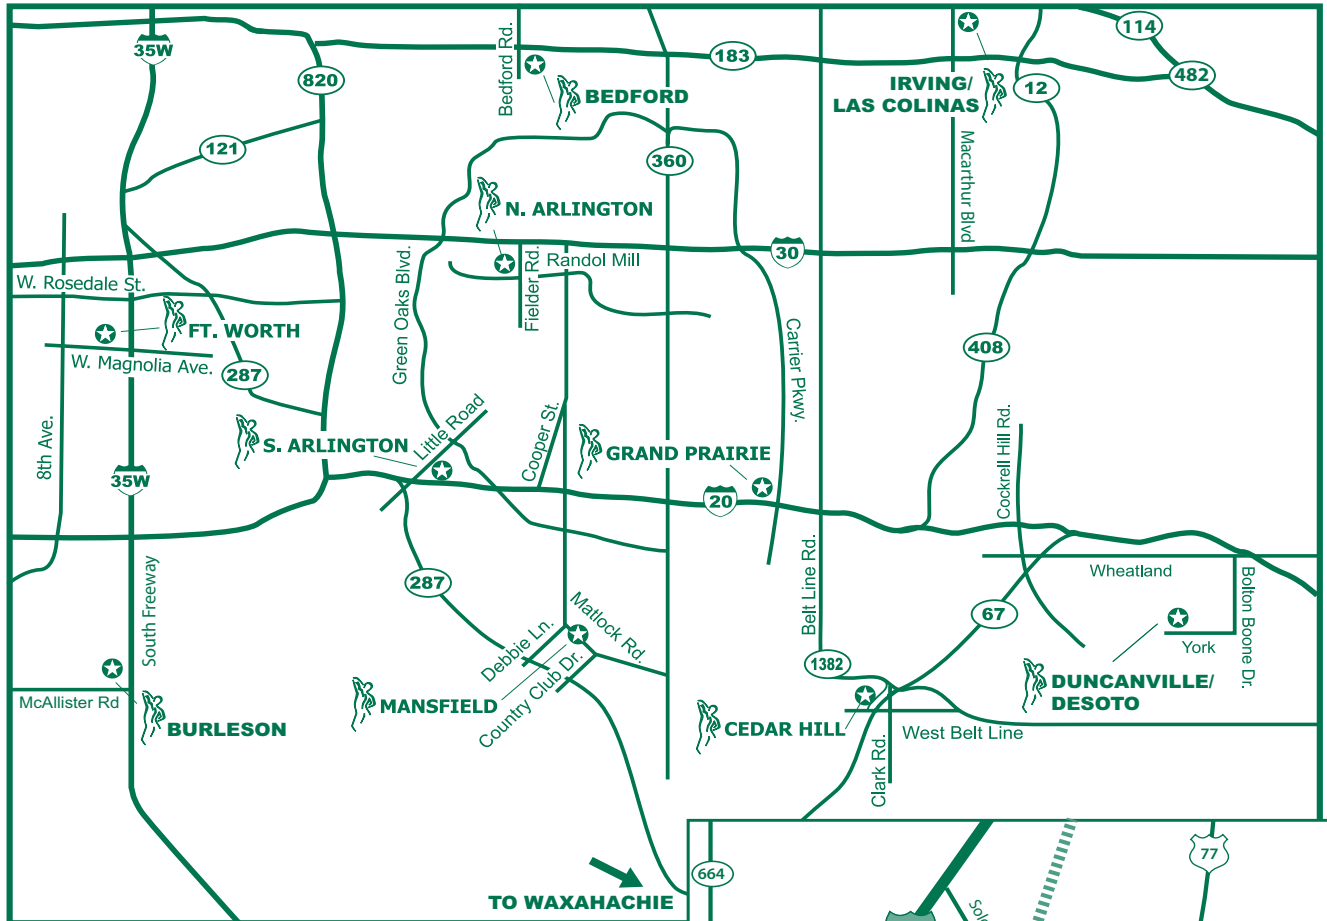 35W
820
Bedford Rd.
183
114
482
12
IRVING/
LAS COLINAS
BEDFORD
121
360
Macarthur Blvd
N. ARLINGTON
30
Randol Mill
Fielder Rd.
Green Oaks Blvd.
W. Rosedale St.
FT. WORTH
W. Magnolia Ave.
287
Carrier Pkwy.
408
8th Ave.
S. ARLINGTON
Little Road
Cooper St.
GRAND PRAIRIE
Cockrell Hill Rd.
35W
20
Belt Line Rd.
Wheatland
Bolton Boone Dr.
South Freeway
287
67
York
Debbie Ln.
Matlock Rd.
Country Club Dr.
1382
McAllister Rd
BURLESON
MANSFIELD
CEDAR HILL
West Belt Line
DUNCANVILLE/
DESOTO
Clark Rd.
664
77
TO WAXAHACHIE